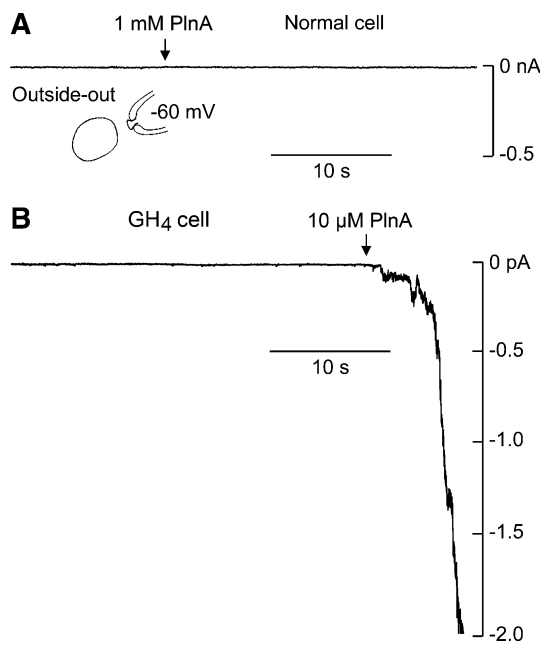 A
1 mM PlnA
Normal cell
0 nA
Outside-out
-60 mV
-0.5
10 s
B
GH4 cell
10 µM PlnA
0 pA
10 s
-0.5
-1.0
-1.5
-2.0